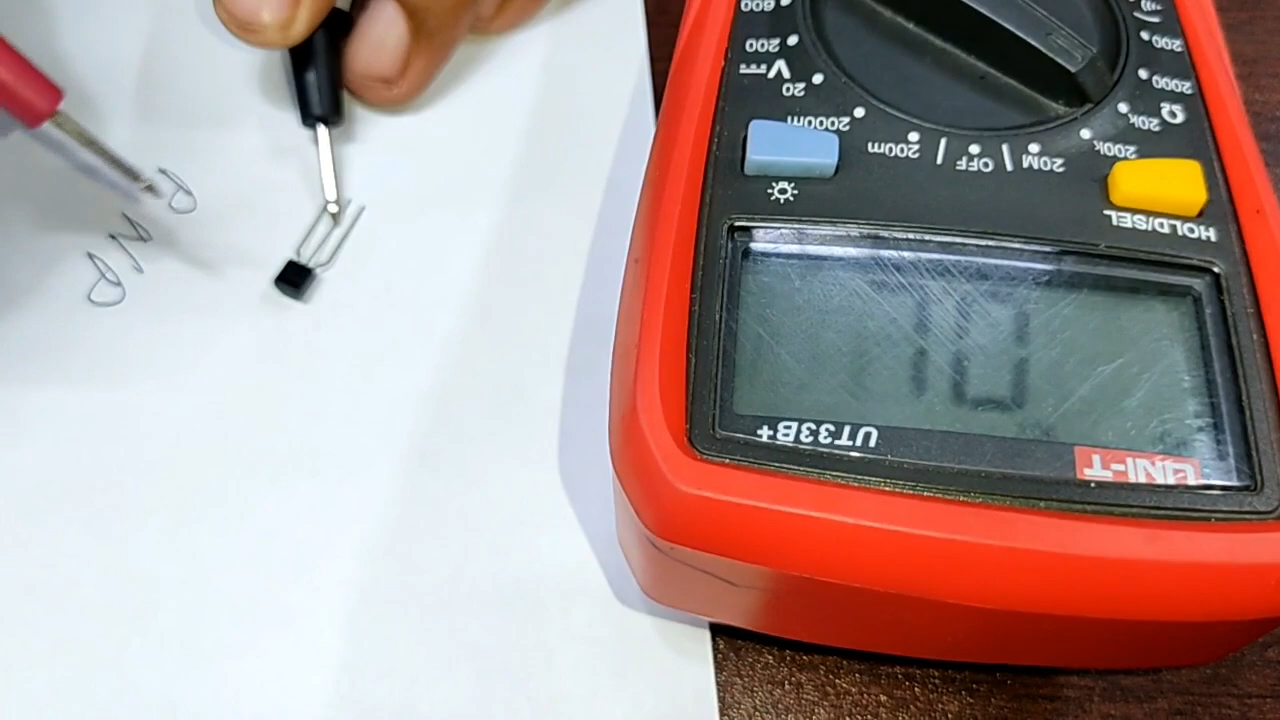 PNP
UNI-T
UT33B+
HOLD/SEL
200k
20M
OFF
200m
2000m
20k
Ω
2000
200
20
V
200
600